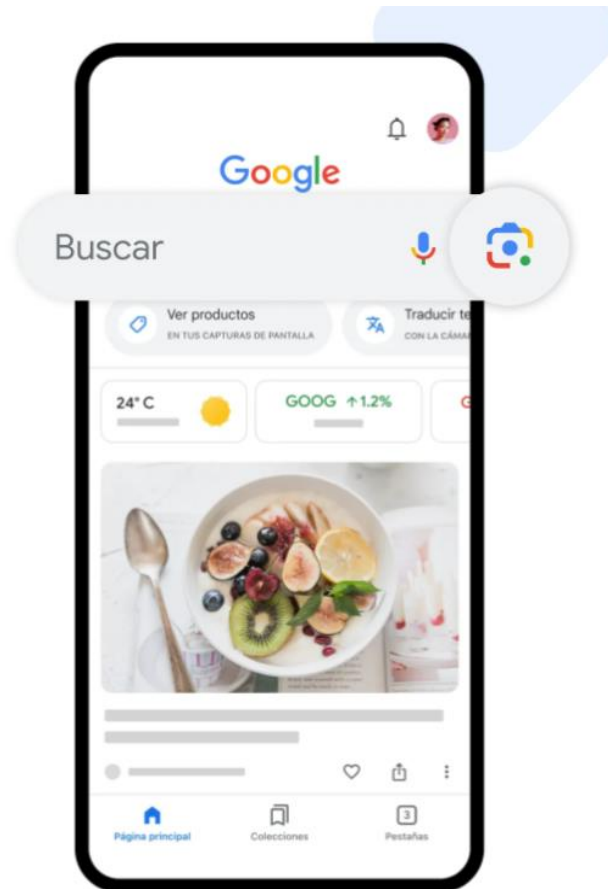 Google
Buscar
Ver productos
EN TUS CAPTURAS DE PANTALLA
Traducir te
CON LA CÁMA
24° C
GOOG ↑1.2%
G
Página principal
Colecciones
3
Pestañas